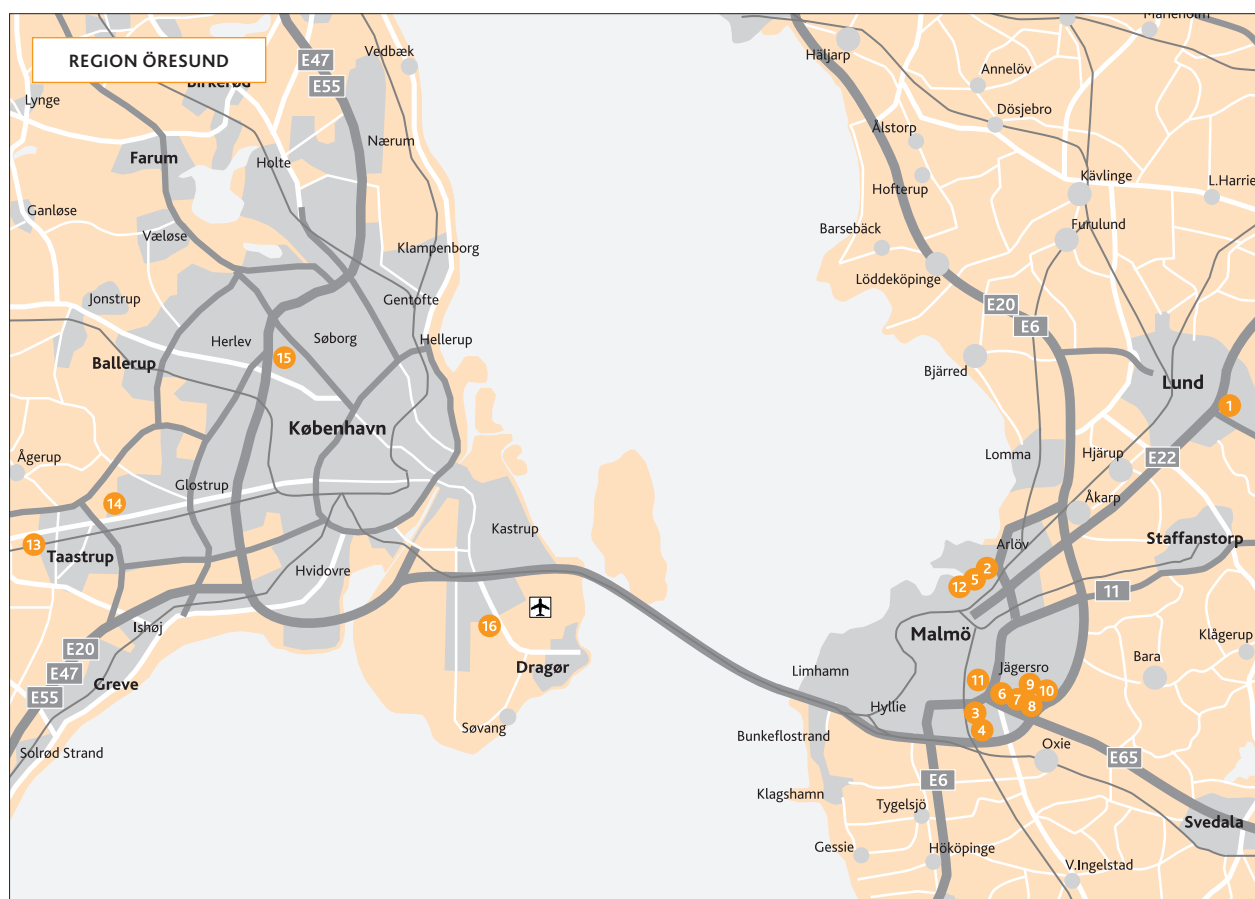 REGION ÖRESUND
Birkerød
Lynge
Vedbæk
E47
E55
Nærum
Farum
Holte
Ganløse
Væløse
Klampenborg
Jonstrup
Gentofte
Herlev
Søborg
Hellerup
15
Ballerup
København
Ågerup
Glostrup
14
Kastrup
13
Taastrup
Hvidovre
16
Ishøj
E20
E47
E55
Greve
Dragør
Søvang
Solrød Strand
Häljarp
Marieholm
Annelöv
Dösjebro
Ålstorp
Hofterup
Kävlinge
L.Harrie
Barsebäck
Furulund
Löddeköpinge
E20
E6
Bjärred
Lund
1
Lomma
Hjärup
E22
Åkarp
Arlöv
Staffanstorp
2
5
12
11
Malmö
Klågerup
Limhamn
Jägersro
Bara
11
9
6
7
10
8
Hyllie
3
4
Bunkeflostrand
Oxie
E65
E6
Klagshamn
Tygelsjö
Svedala
Gessie
Hököpinge
V.Ingelstad